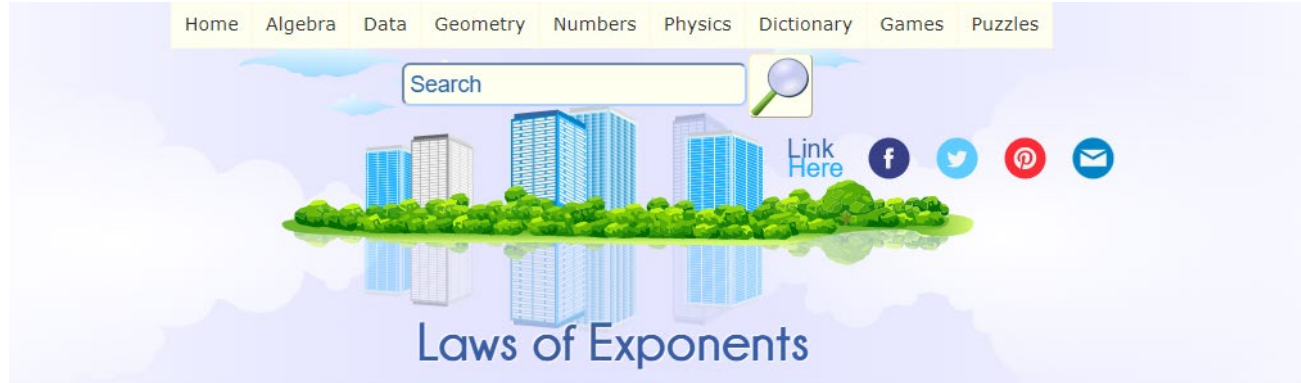 Home Algebra Data Geometry Numbers Physics Dictionary Games Puzzles
Search
Link
Here
Laws of Exponents